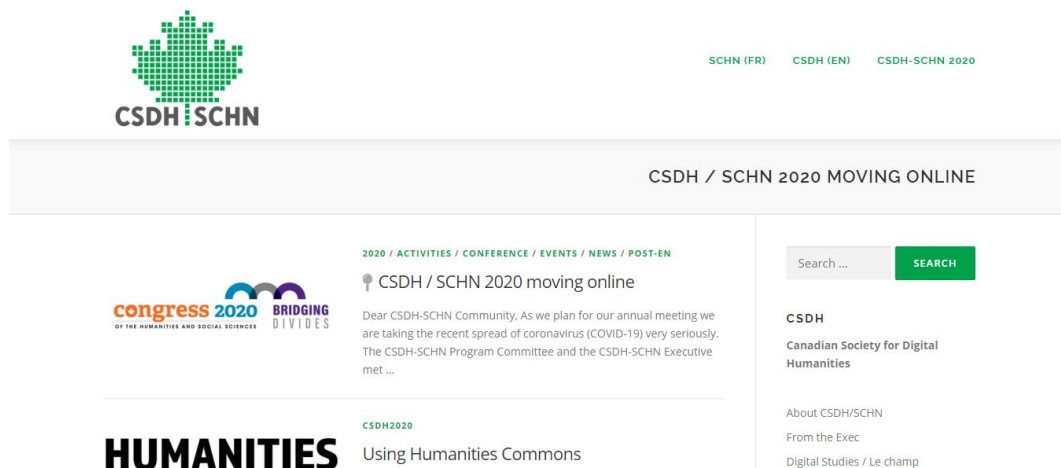 CSDH SCHN
SCHN (FR) CSDH (EN) CSDH-SCHN 2020
CSDH / SCHN 2020 MOVING ONLINE
congress 2020
OF THE HUMANITIES AND SOCIAL SCIENCES
BRIDGING
DIVIDES
2020 / ACTIVITIES / CONFERENCE / EVENTS / NEWS / POST-EN
CSDH / SCHN 2020 moving online
Dear CSDH-SCHN Community, As we plan for our annual meeting we
are taking the recent spread of coronavirus (COVID-19) very seriously.
The CSDH-SCHN Program Committee and the CSDH-SCHN Executive
met ...
HUMANITIES
CSDH2020
Using Humanities Commons
Search ...
SEARCH
CSDH
Canadian Society for Digital
Humanities
About CSDH/SCHN
From the Exec
Digital Studies / Le champ